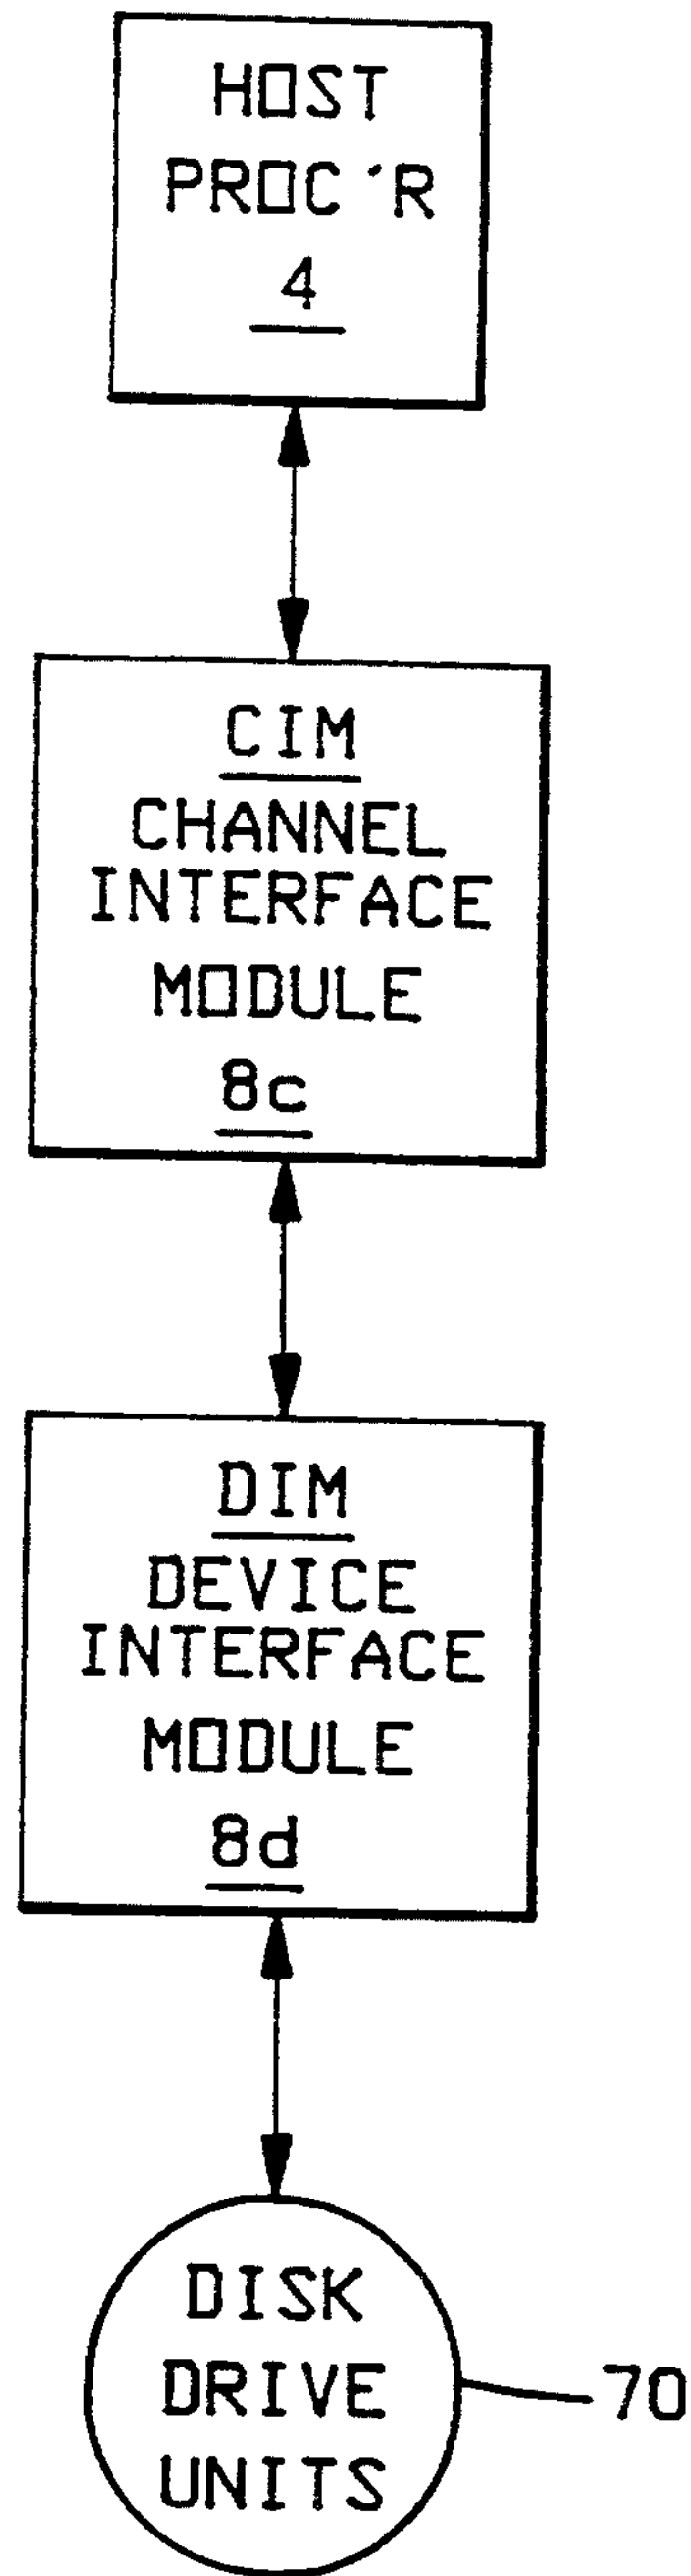 HOST
PROC'R
4
CIM
CHANNEL
INTERFACE
MODULE
8c
DIM
DEVICE
INTERFACE
MODULE
8d
DISK
DRIVE
UNITS
70